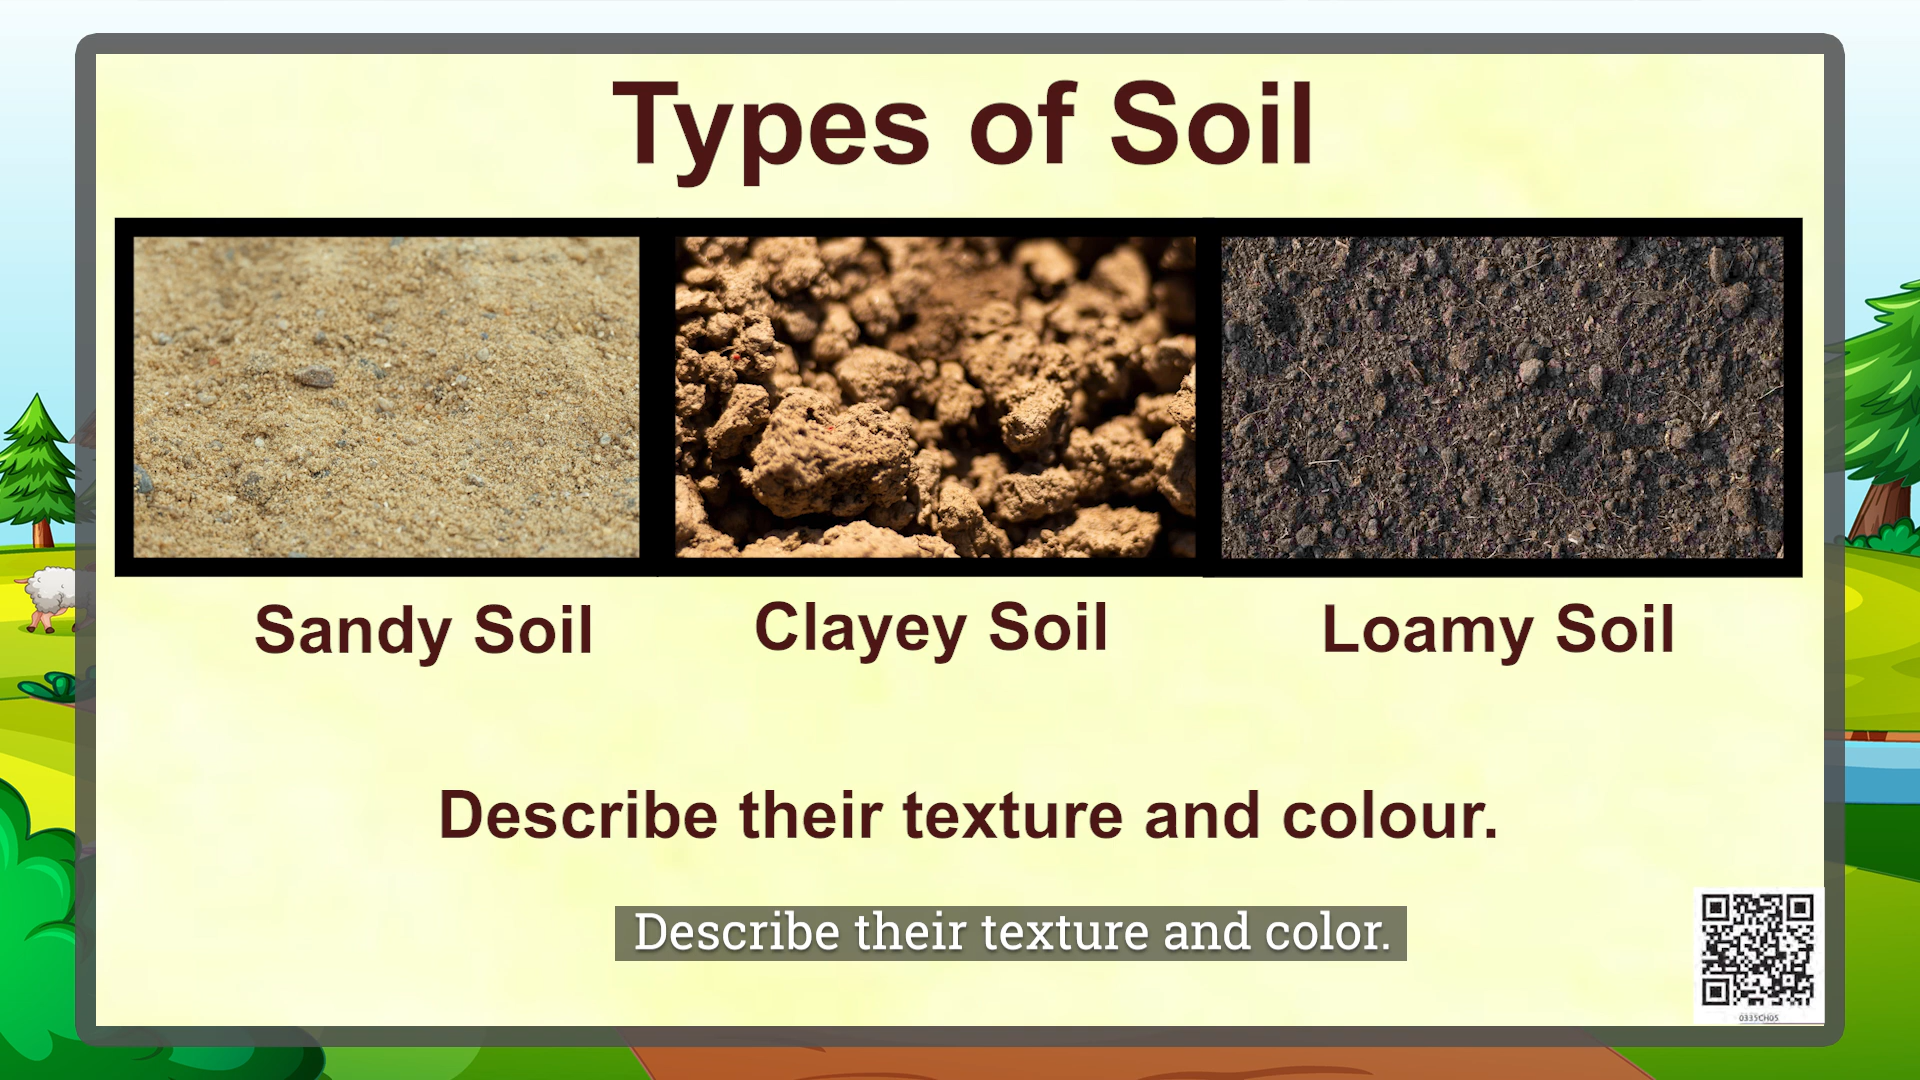 Types of Soil
Sandy Soil
Clayey Soil
Loamy Soil
Describe their texture and colour.
Describe their texture and color.
0335CH05